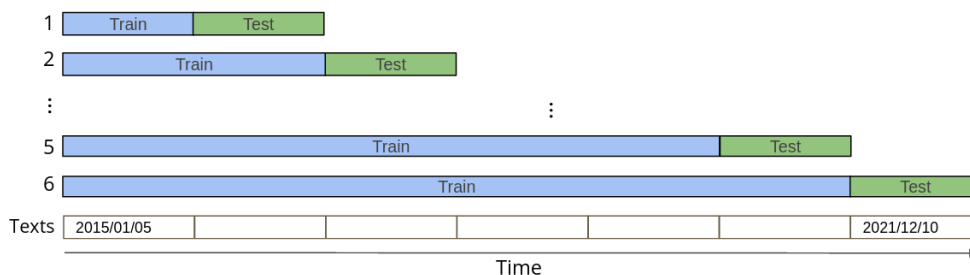 1 Train Test
2 Train Test
⋮ ⋮
5 Train Test
6 Train Test
Texts 2015/01/05 2021/12/10
Time